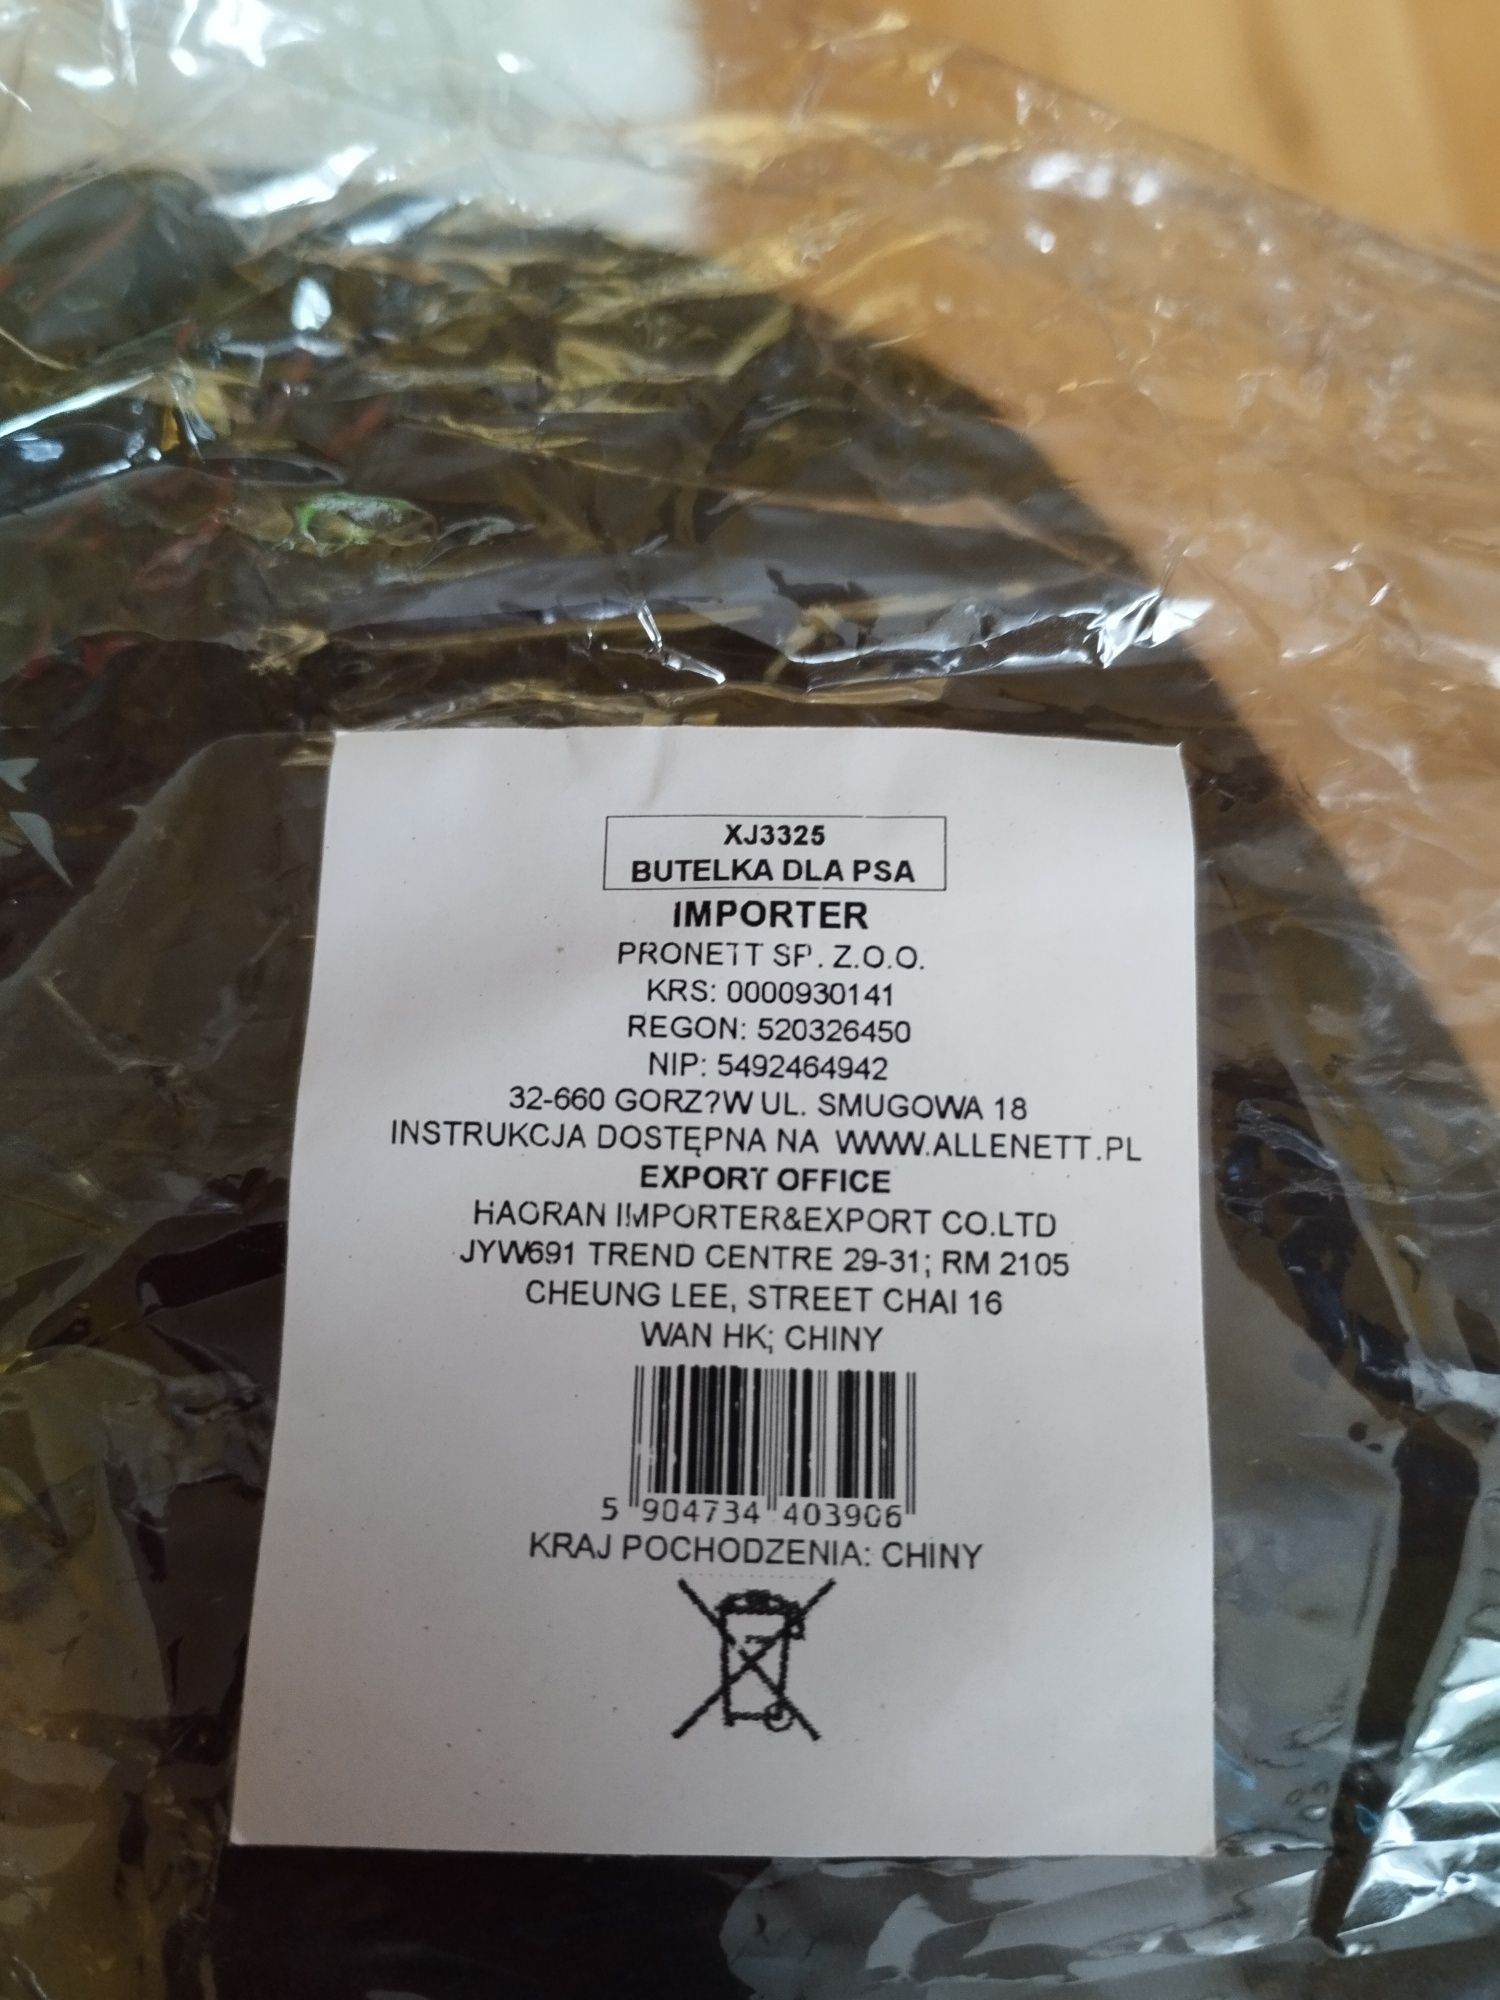 XJ3325
BUTELKA DLA PSA
IMPORTER
PRONETT SP. Z.O.O.
KRS: 0000930141
REGON: 520326450
NIP: 5492464942
32-660 GORZ?W UL. SMUGOWA 18
INSTRUKCJA DOSTĘPNA NA WWW.ALLENETT.PL
EXPORT OFFICE
HAORAN IMPORTER&EXPORT CO.LTD
JYW691 TREND CENTRE 29-31; RM 2105
CHEUNG LEE, STREET CHAI 16
WAN HK; CHINY
5 904734 403906
KRAJ POCHODZENIA: CHINY